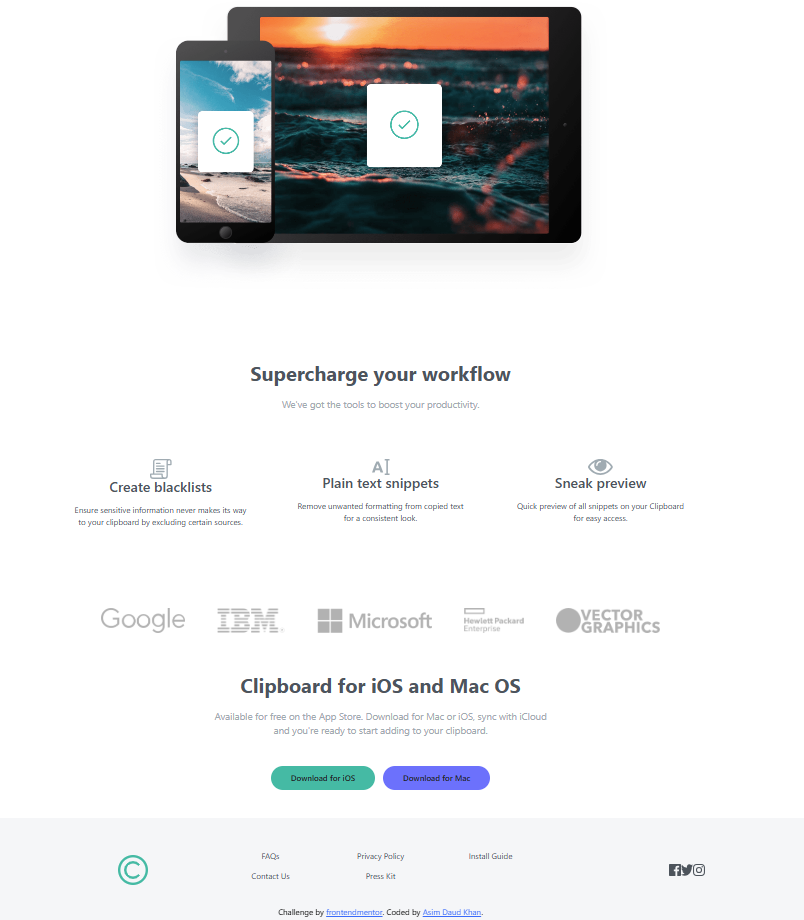 Supercharge your workflow
We've got the tools to boost your productivity.
Create blacklists
Ensure sensitive information never makes its way
to your clipboard by excluding certain sources.
AI
Plain text snippets
Remove unwanted formatting from copied text
for a consistent look.
Sneak preview
Quick preview of all snippets on your Clipboard
for easy access.
Google
IBM
Microsoft
Hewlett Packard
Enterprise
VECTOR
GRAPHICS
Clipboard for iOS and Mac OS
Available for free on the App Store. Download for Mac or iOS, sync with iCloud
and you're ready to start adding to your clipboard.
Download for iOS
Download for Mac
FAQs
Privacy Policy
Install Guide
Contact Us
Press Kit
Challenge by frontendmentor. Coded by Asim Daud Khan.